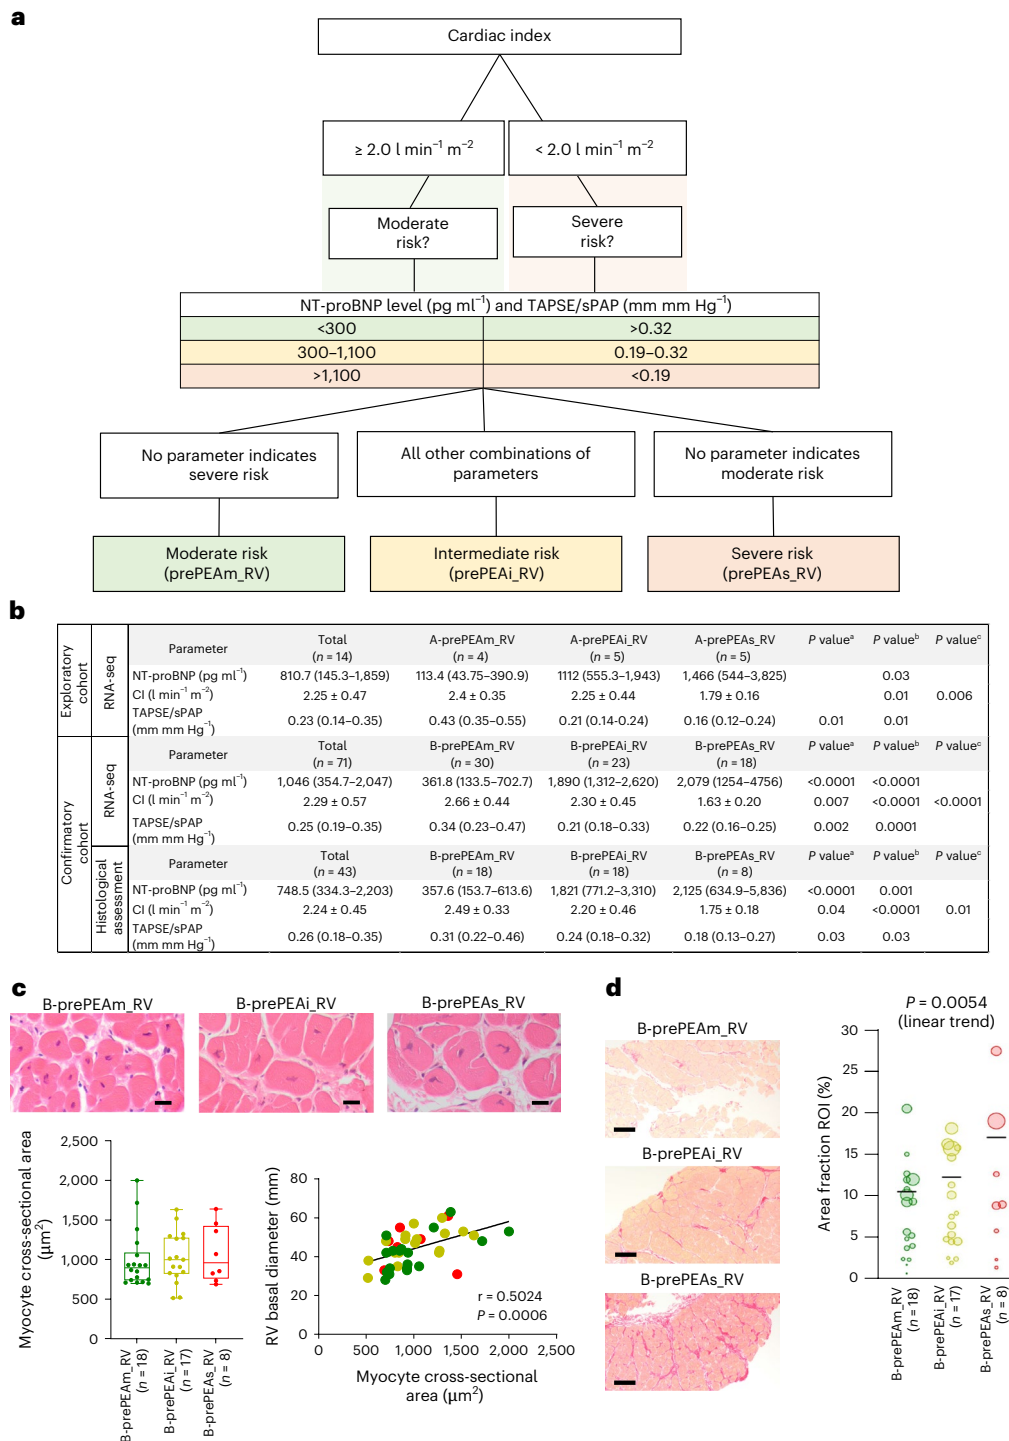 a
Cardiac index
≥ 2.0 l min⁻¹ m⁻²
< 2.0 l min⁻¹ m⁻²
Moderate
risk?
Severe
risk?
NT-proBNP level (pg ml⁻¹) and TAPSE/sPAP (mm mm Hg⁻¹)
<300 >0.32
300–1,100 0.19–0.32
>1,100 <0.19
No parameter indicates
severe risk
All other combinations of
parameters
No parameter indicates
moderate risk
Moderate risk
(prePEAm_RV)
Intermediate risk
(prePEAi_RV)
Severe risk
(prePEAs_RV)
b
Exploratory
cohort
RNA-seq
Parameter Total (n = 14) A-prePEAm_RV (n = 4) A-prePEAi_RV (n = 5) A-prePEAs_RV (n = 5) P valueᵃ P valueᵇ P valueᶜ
NT-proBNP (pg ml⁻¹) 810.7 (145.3–1,859) 113.4 (43.75–390.9) 1112 (555.3–1,943) 1,466 (544–3,825) 0.03
CI (l min⁻¹ m⁻²) 2.25 ± 0.47 2.4 ± 0.35 2.25 ± 0.44 1.79 ± 0.16 0.01 0.006
TAPSE/sPAP (mm mm Hg⁻¹) 0.23 (0.14–0.35) 0.43 (0.35–0.55) 0.21 (0.14–0.24) 0.16 (0.12–0.24) 0.01 0.01
Confirmatory
cohort
RNA-seq
Parameter Total (n = 71) B-prePEAm_RV (n = 30) B-prePEAi_RV (n = 23) B-prePEAs_RV (n = 18) P valueᵃ P valueᵇ P valueᶜ
NT-proBNP (pg ml⁻¹) 1,046 (354.7–2,047) 361.8 (133.5–702.7) 1,890 (1,312–2,620) 2,079 (1254–4756) <0.0001 <0.0001
CI (l min⁻¹ m⁻²) 2.29 ± 0.57 2.66 ± 0.44 2.30 ± 0.45 1.63 ± 0.20 0.007 <0.0001 <0.0001
TAPSE/sPAP (mm mm Hg⁻¹) 0.25 (0.19–0.35) 0.34 (0.23–0.47) 0.21 (0.18–0.33) 0.22 (0.16–0.25) 0.002 0.0001
Histological
assessment
Parameter Total (n = 43) B-prePEAm_RV (n = 18) B-prePEAi_RV (n = 18) B-prePEAs_RV (n = 8) P valueᵃ P valueᵇ P valueᶜ
NT-proBNP (pg ml⁻¹) 748.5 (334.3–2,203) 357.6 (153.7–613.6) 1,821 (771.2–3,310) 2,125 (634.9–5,836) <0.0001 0.001
CI (l min⁻¹ m⁻²) 2.24 ± 0.45 2.49 ± 0.33 2.20 ± 0.46 1.75 ± 0.18 0.04 <0.0001 0.01
TAPSE/sPAP (mm mm Hg⁻¹) 0.26 (0.18–0.35) 0.31 (0.22–0.46) 0.24 (0.18–0.32) 0.18 (0.13–0.27) 0.03 0.03
c
B-prePEAm_RV
B-prePEAi_RV
B-prePEAs_RV
Myocyte cross-sectional area
(μm²)
2,500
2,000
1,500
1,000
500
0
B-prePEAm_RV
(n = 18)
B-prePEAi_RV
(n = 17)
B-prePEAs_RV
(n = 8)
RV basal diameter (mm)
80
60
40
20
0
r = 0.5024
P = 0.0006
0 500 1,000 1,500 2,000 2,500
Myocyte cross-sectional
area (μm²)
d
B-prePEAm_RV
B-prePEAi_RV
B-prePEAs_RV
P = 0.0054
(linear trend)
Area fraction ROI (%)
30
25
20
15
10
5
0
B-prePEAm_RV
(n = 18)
B-prePEAi_RV
(n = 17)
B-prePEAs_RV
(n = 8)